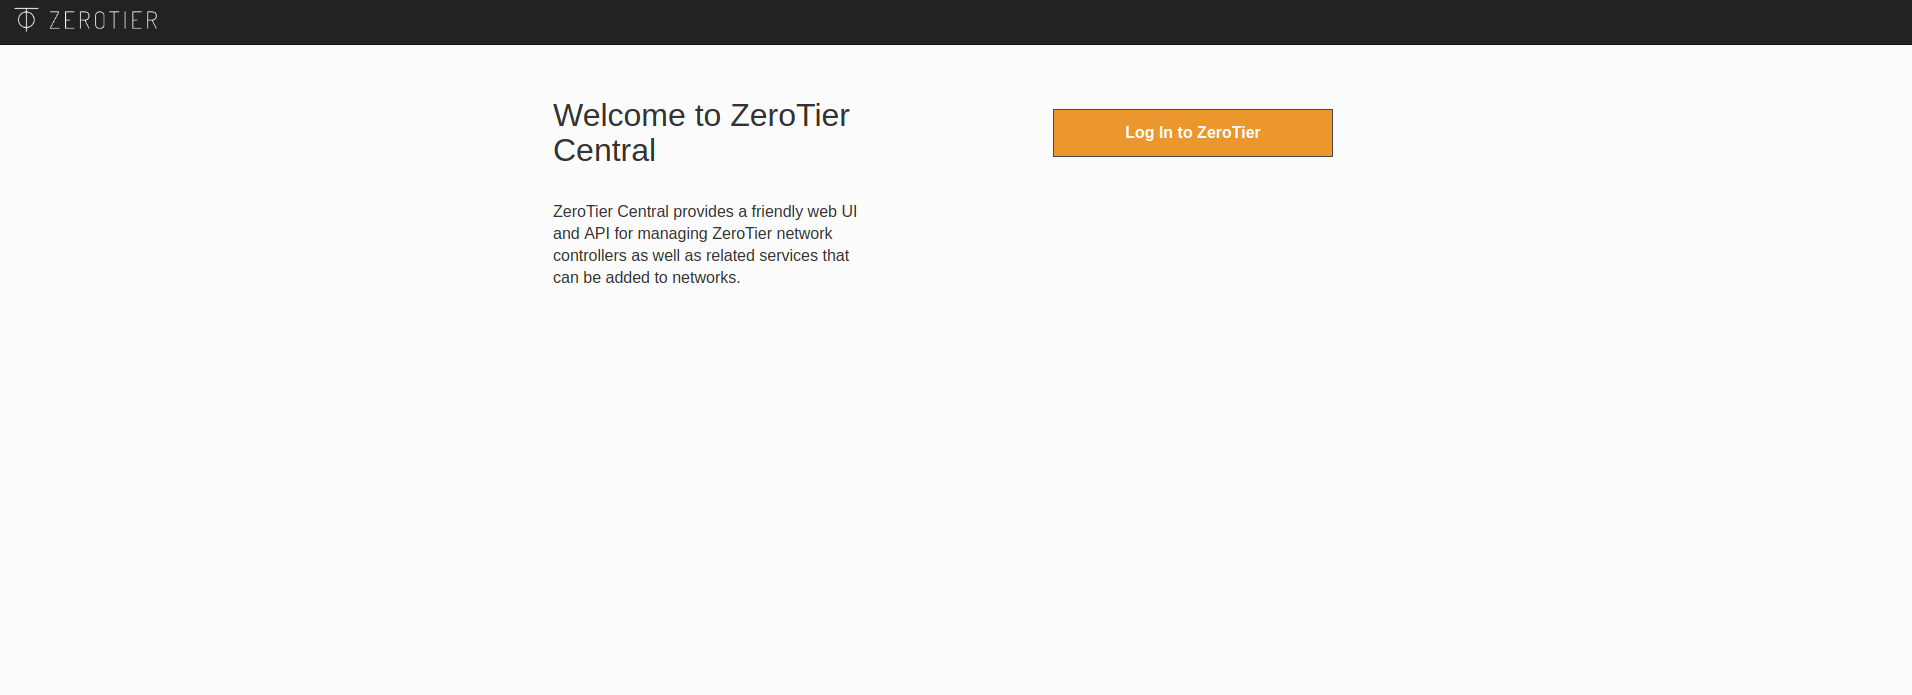 ZEROTIER
Welcome to ZeroTier
Central
Log In to ZeroTier
ZeroTier Central provides a friendly web UI
and API for managing ZeroTier network
controllers as well as related services that
can be added to networks.